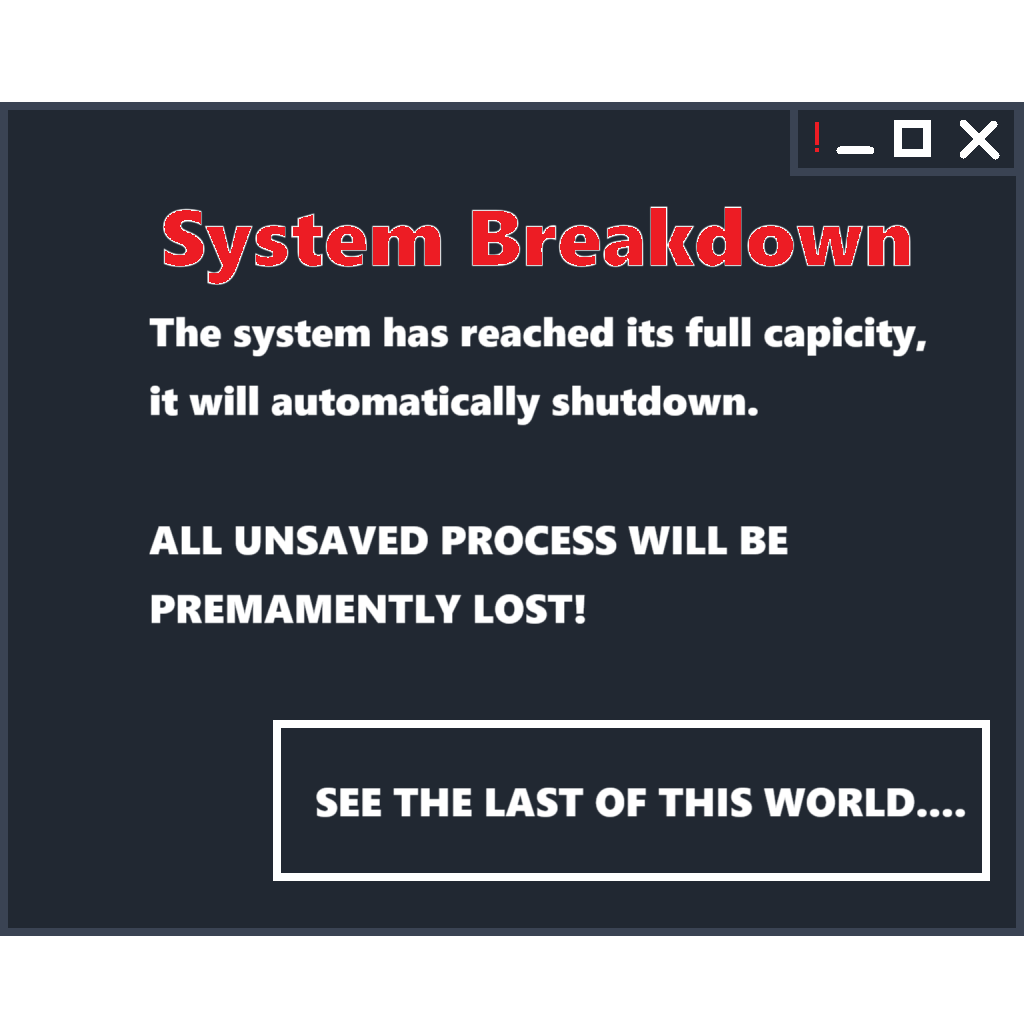 !
System Breakdown
The system has reached its full capicity,
it will automatically shutdown.
ALL UNSAVED PROCESS WILL BE
PREMAMENTLY LOST!
SEE THE LAST OF THIS WORLD....